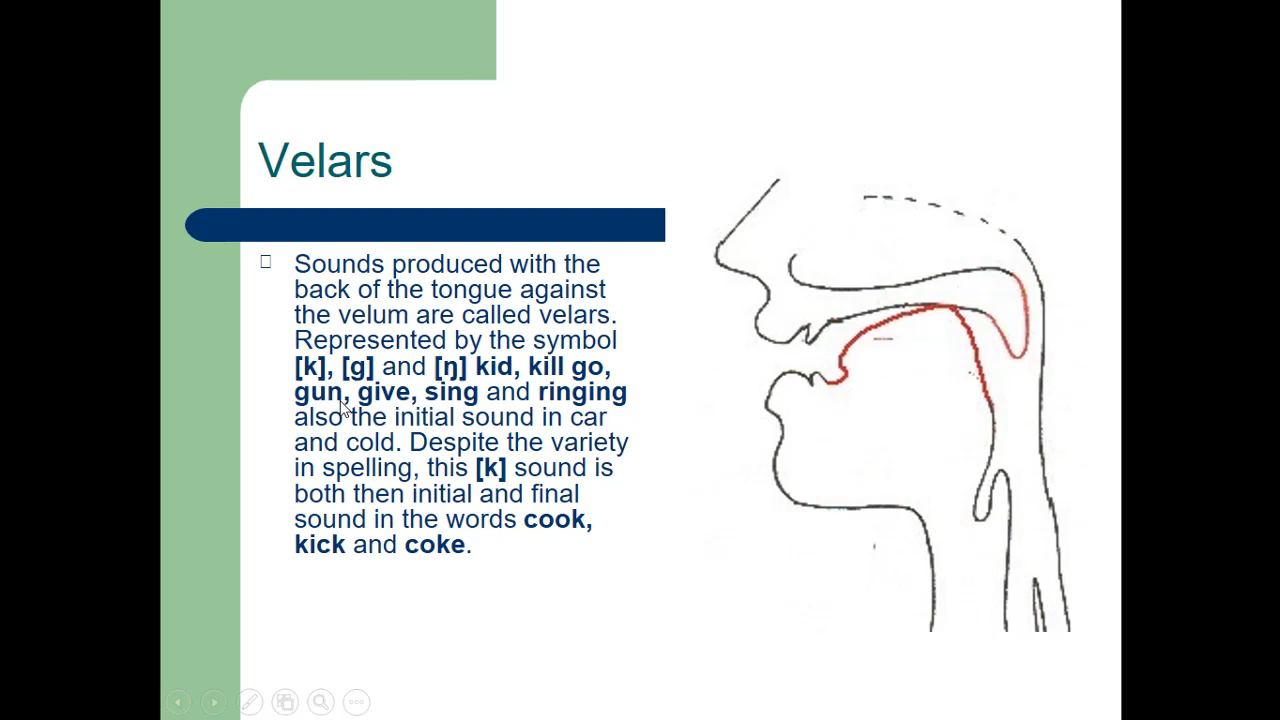 Velars
Sounds produced with the
back of the tongue against
the velum are called velars.
Represented by the symbol
[k], [g] and [ŋ] kid, kill go,
gun, give, sing and ringing
also the initial sound in car
and cold. Despite the variety
in spelling, this [k] sound is
both then initial and final
sound in the words cook,
kick and coke.